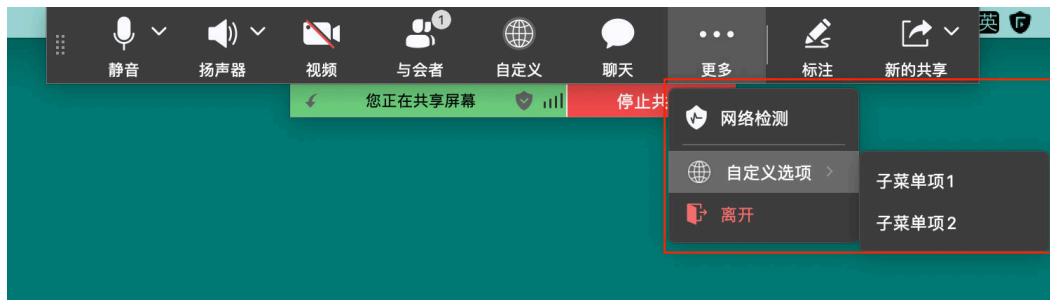 英
1
静音 扬声器 视频 与会者 自定义 聊天 更多 标注 新的共享
您正在共享屏幕 停止共
网络检测
自定义选项
子菜单项1
离开
子菜单项2